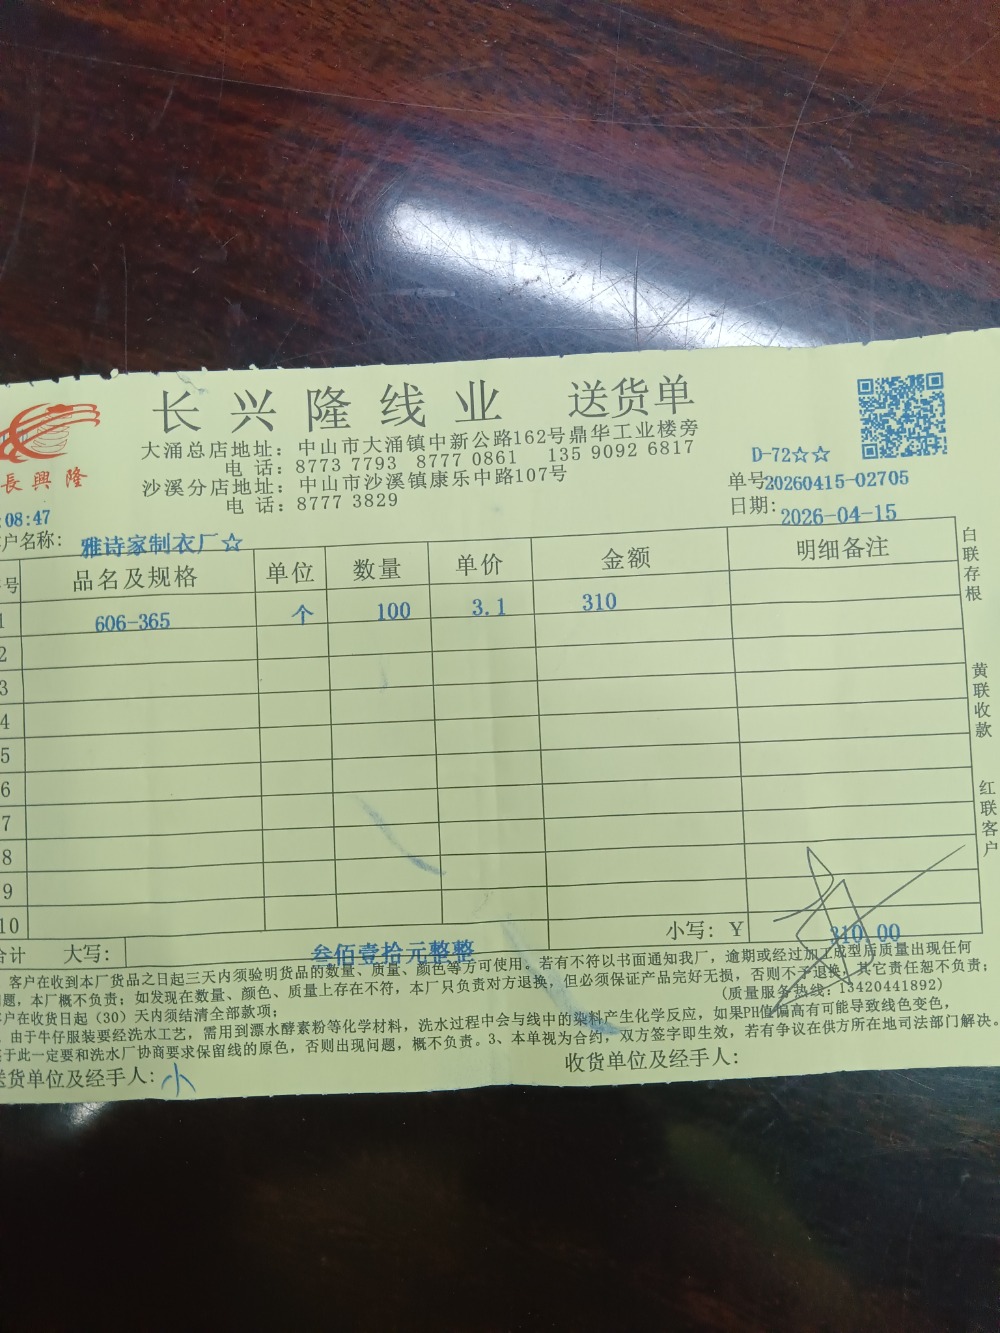 长兴隆线业 送货单
長興隆
大涌总店地址：中山市大涌镇中新公路162号鼎华工业楼旁
电 话：8773 7793 8777 0861 135 9092 6817
沙溪分店地址：中山市沙溪镇康乐中路107号
电 话：8777 3829
D-72☆☆
单号20260415-02705
日期：2026-04-15
:08:47
户名称：雅诗家制衣厂☆
号 品名及规格 单位 数量 单价 金额 明细备注
1 606-365 个 100 3.1 310
2
3
4
5
6
7
8
9
10
合计 大写：叁佰壹拾元整整 小写：Y 310.00
白联存根
黄联收款
红联客户
客户在收到本厂货品之日起三天内须验明货品的数量、质量、颜色等方可使用。若有不符以书面通知我厂，逾期或经过加工成型后质量出现任何
题，本厂概不负责；如发现在数量、颜色、质量上存在不符，本厂只负责对方退换，但必须保证产品完好无损，否则不予退换，其它责任恕不负责；
户在收货日起（30）天内须结清全部款项；
(质量服务热线：13420441892)
由于牛仔服装要经洗水工艺，需用到漂水酵素粉等化学材料，洗水过程中会与线中的染料产生化学反应，如果PH值偏高有可能导致线色变色，
于此一定要和洗水厂协商要求保留线的原色，否则出现问题，概不负责。3、本单视为合约，双方签字即生效，若有争议在供方所在地司法部门解决。
送货单位及经手人：小
收货单位及经手人：